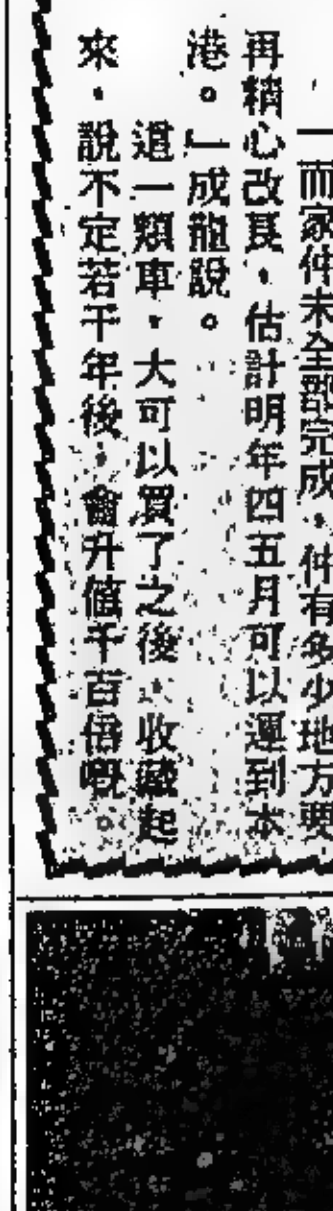 「而家仲未全部完成，仲有多少地方要
再精心改良，估計明年四五月可以運到本
港。」成龍說。
這一類車，大可以買了之後，收藏起
來，說不定若干年後，會升值千百倍嘅。